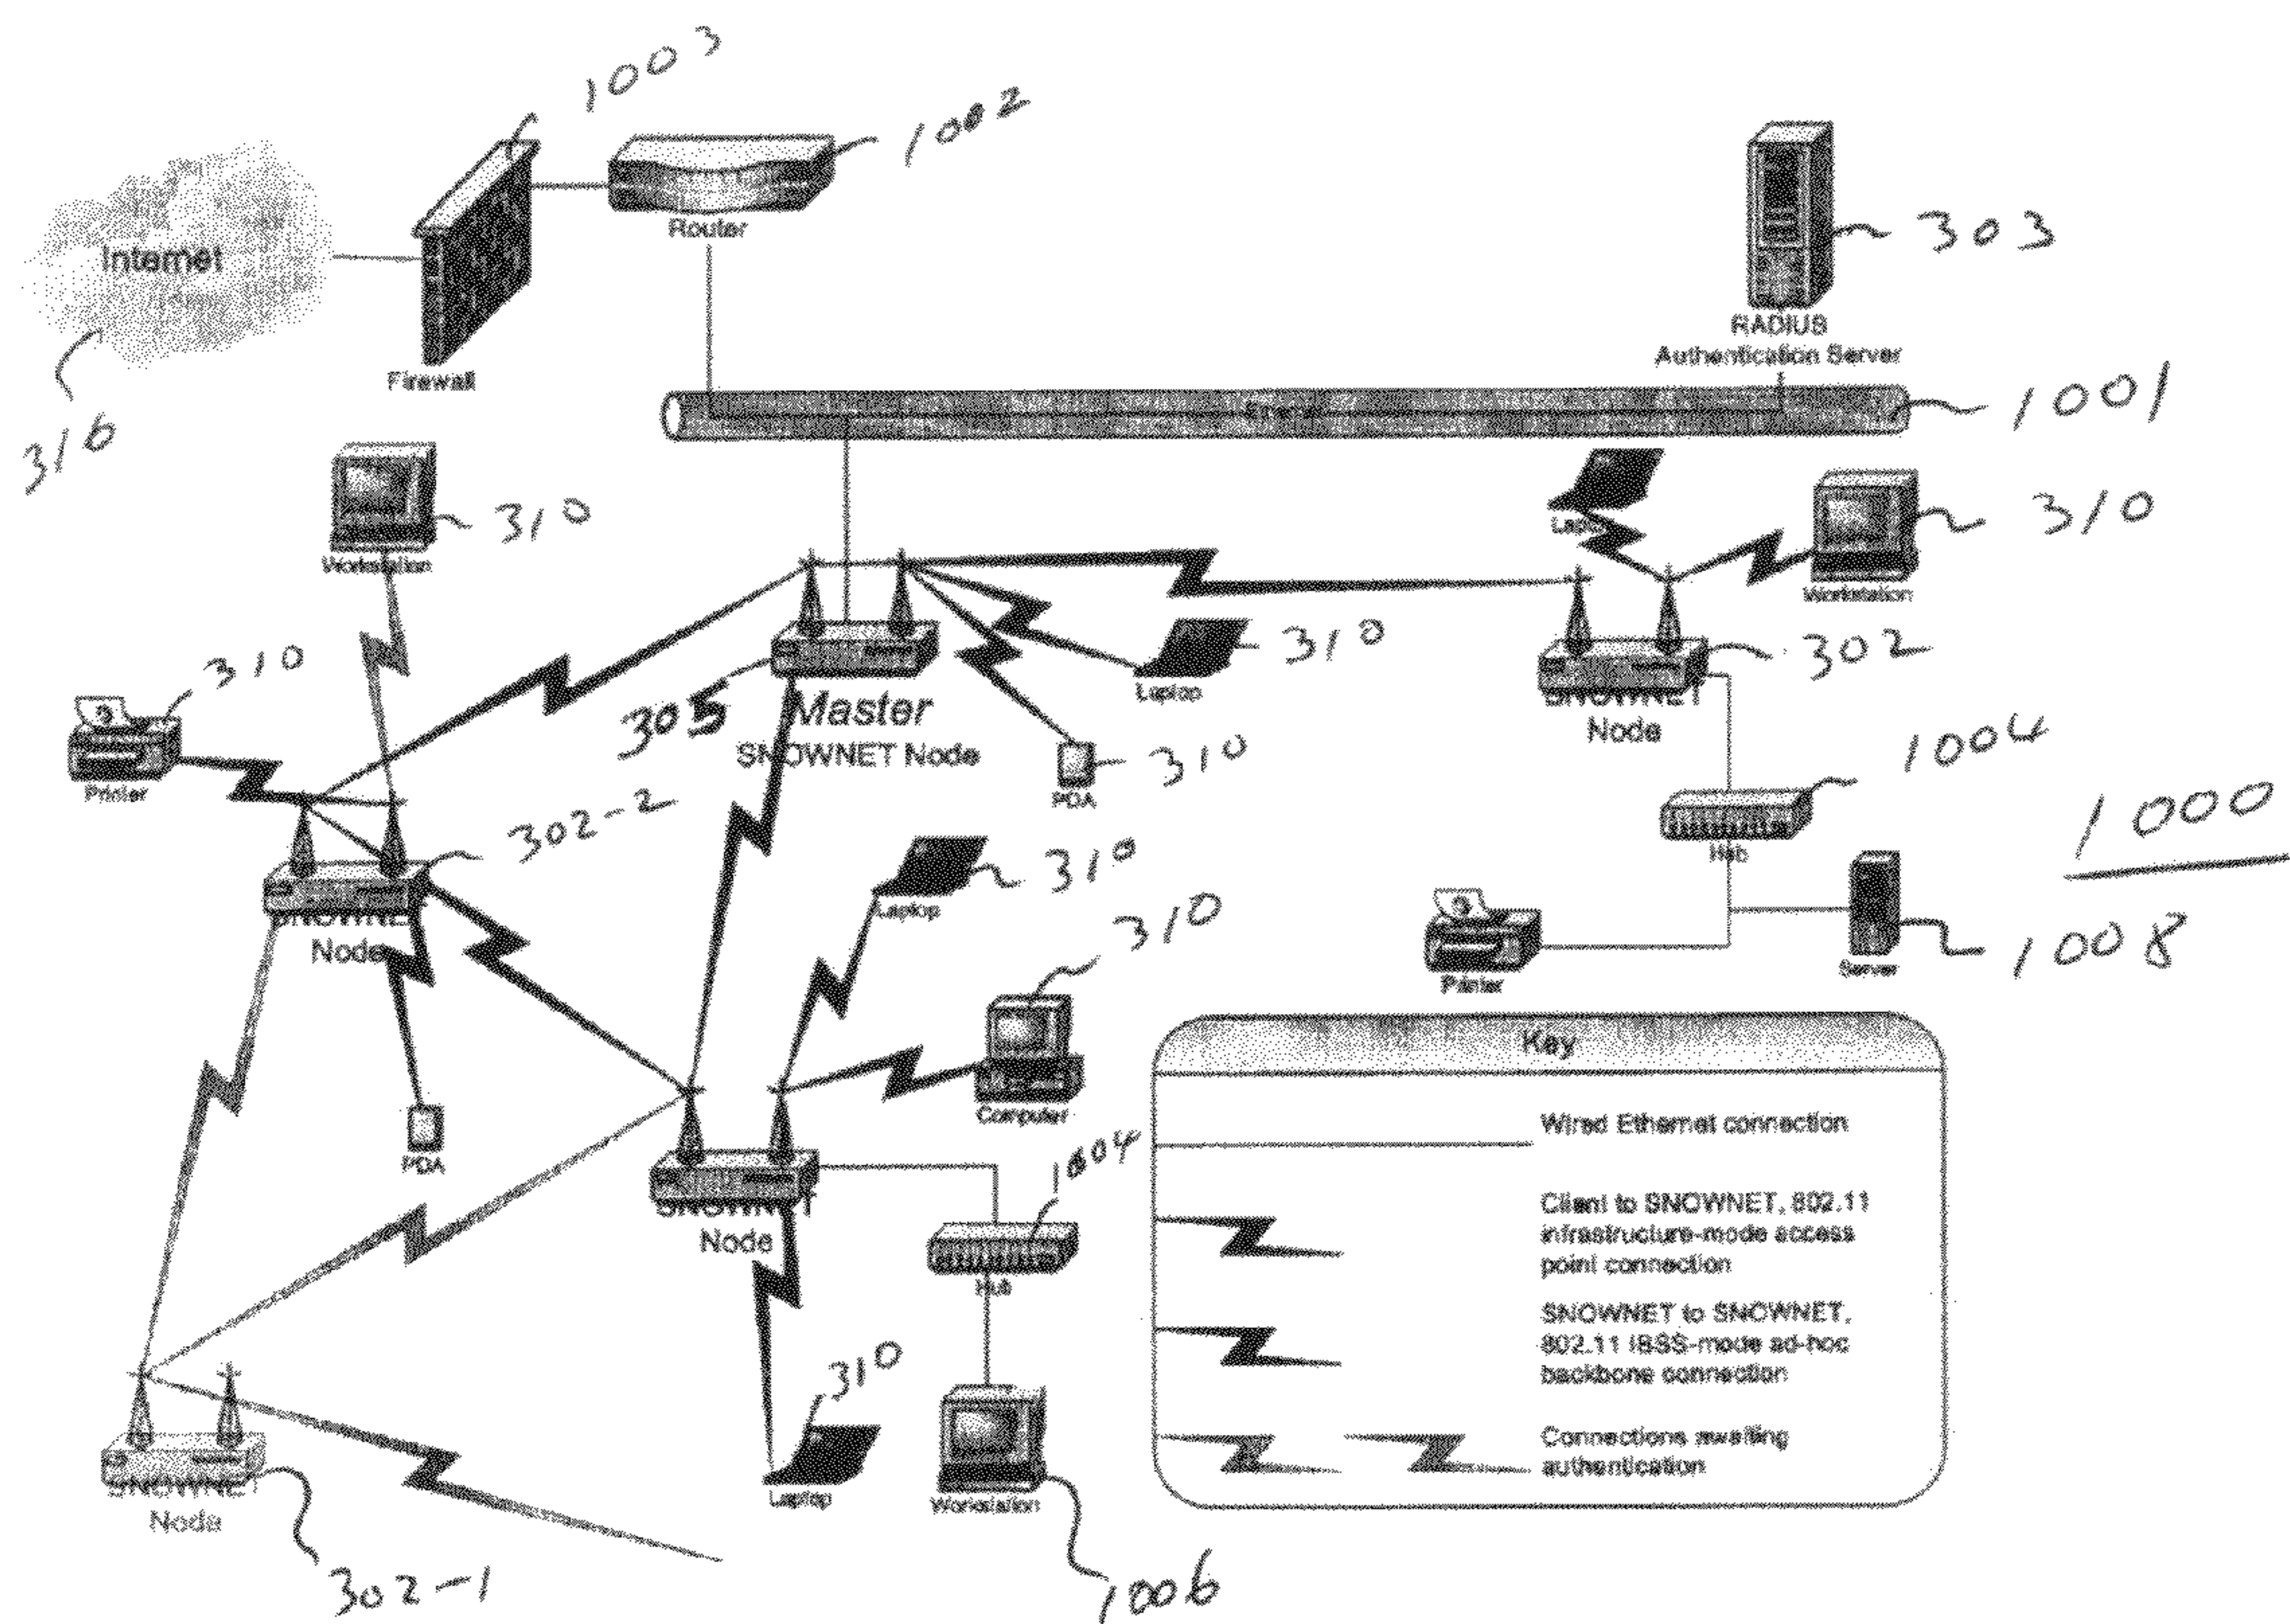 1003
1002
Internet
Router
303
RADIUS
Authentication Server
Firewall
1001
316
310
Workstation
Laptop
310
Workstation
310
Printer
305
Master
SNOWNET Node
310
Laptop
310
PDA
302
SNOWNET
Node
1004
Hub
1000
302-2
SNOWNET
Node
310
Laptop
310
Computer
Printer
Server
1008
PDA
SNOWNET
Node
1004
Hub
Key
Wired Ethernet connection
Client to SNOWNET, 802.11
infrastructure-mode access
point connection
SNOWNET to SNOWNET,
802.11 IBSS-mode ad-hoc
backbone connection
Connections awaiting
authentication
310
Laptop
Workstation
1006
SNOWNET
Node
302-1